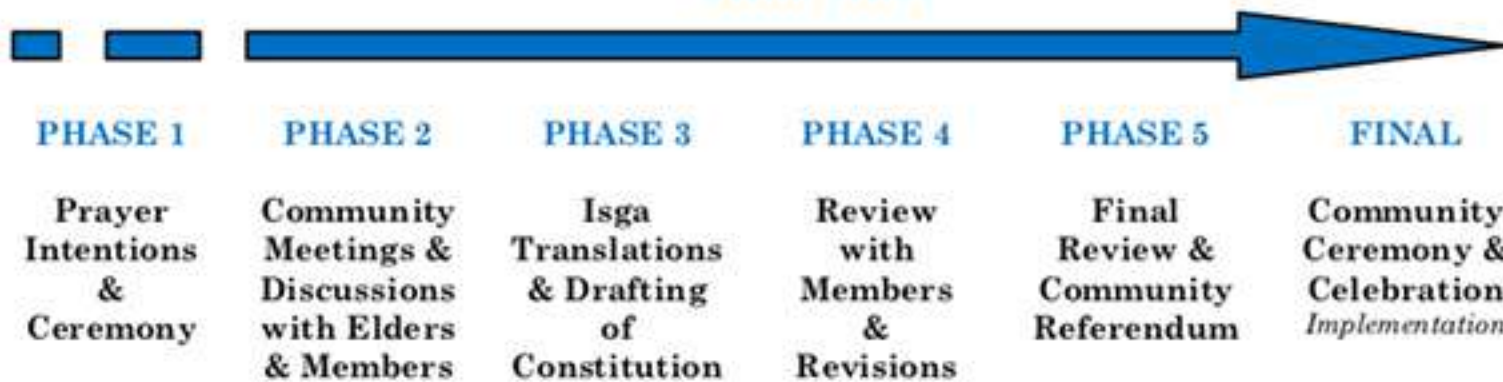 PHASE 1
Prayer
Intentions
&
Ceremony
PHASE 2
Community
Meetings &
Discussions
with Elders
& Members
PHASE 3
Isga
Translations
& Drafting
of
Constitution
PHASE 4
Review
with
Members
&
Revisions
PHASE 5
Final
Review &
Community
Referendum
FINAL
Community
Ceremony &
Celebration
Implementation